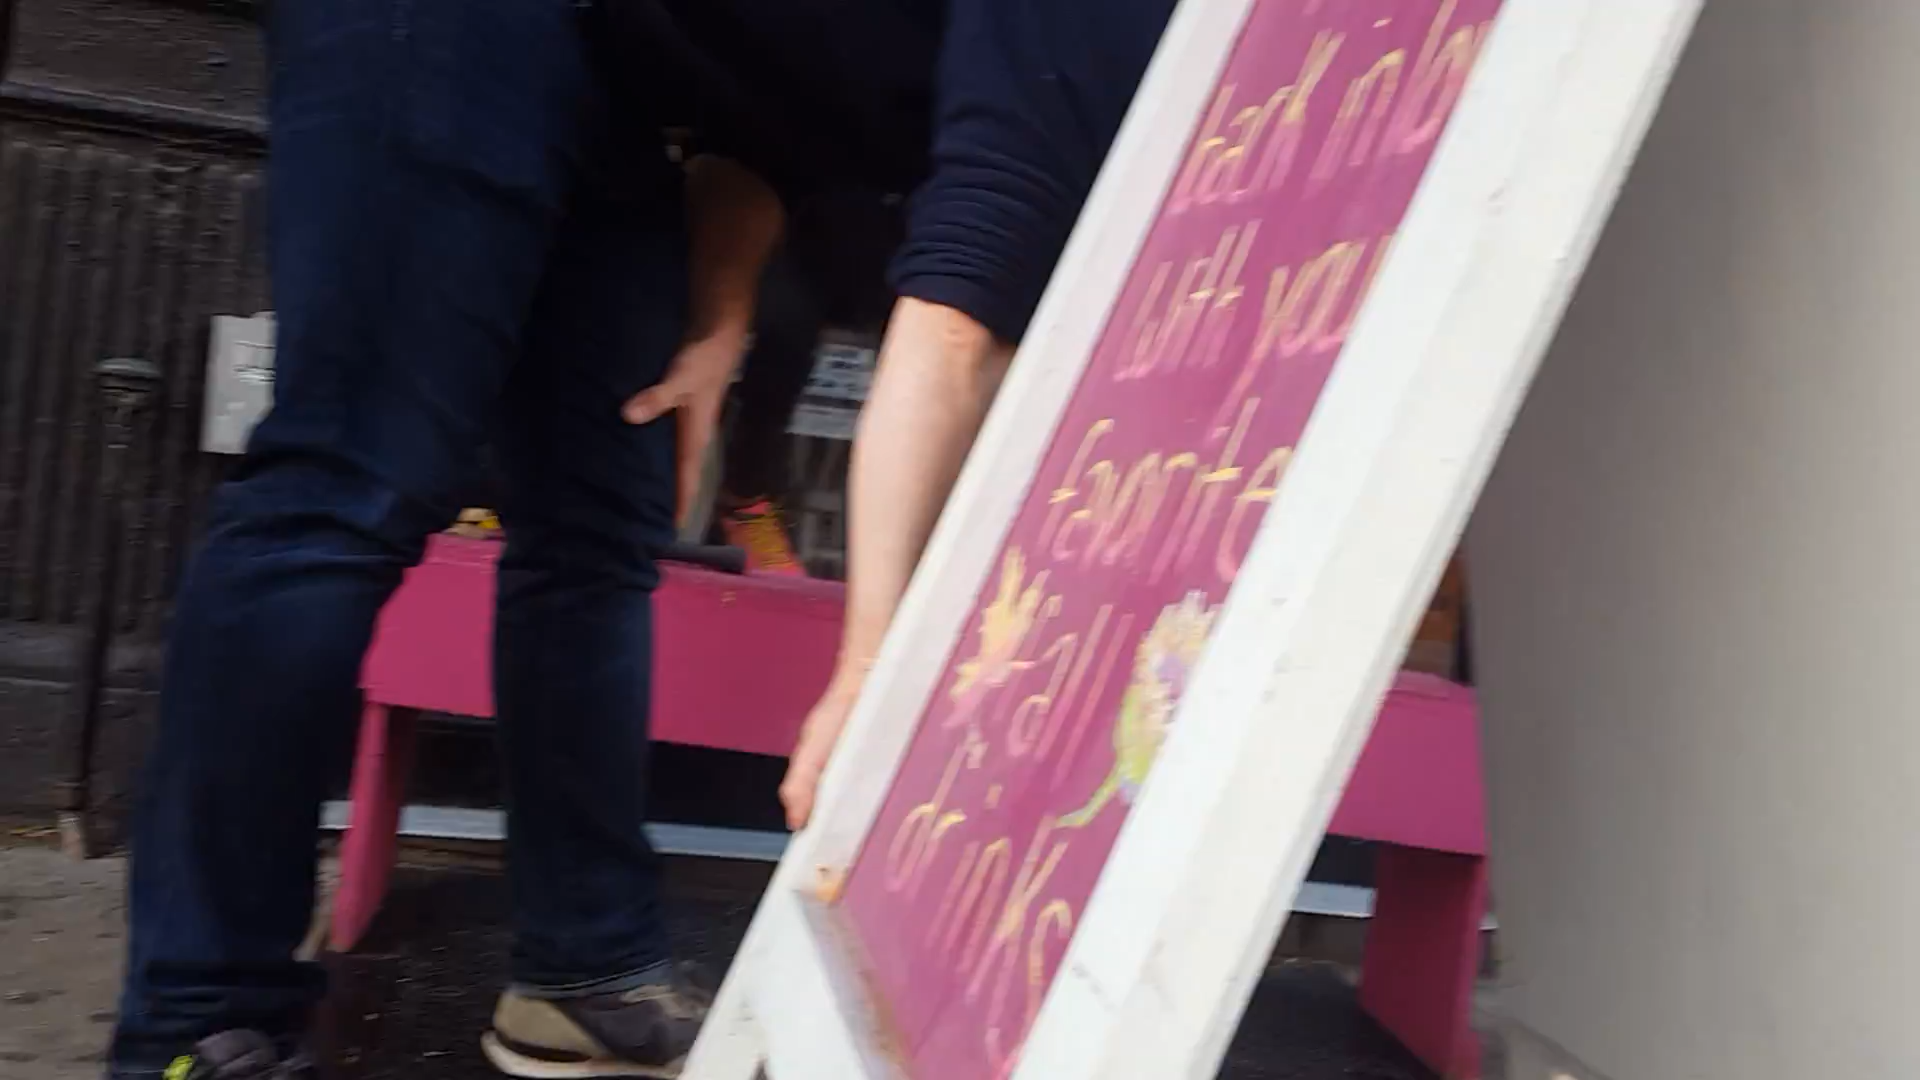 back in
with your
favorite
fall
drinks